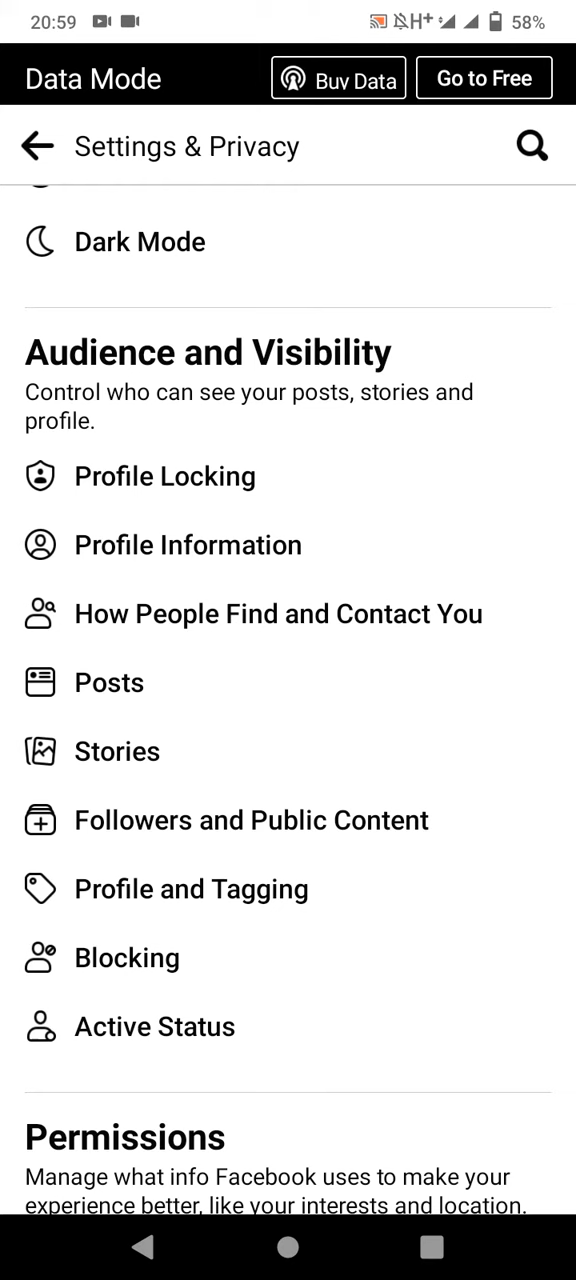 20:59 H+ 58%
Data Mode Buy Data Go to Free
Settings & Privacy
Dark Mode
Audience and Visibility
Control who can see your posts, stories and
profile.
Profile Locking
Profile Information
How People Find and Contact You
Posts
Stories
Followers and Public Content
Profile and Tagging
Blocking
Active Status
Permissions
Manage what info Facebook uses to make your
experience better, like your interests and location.